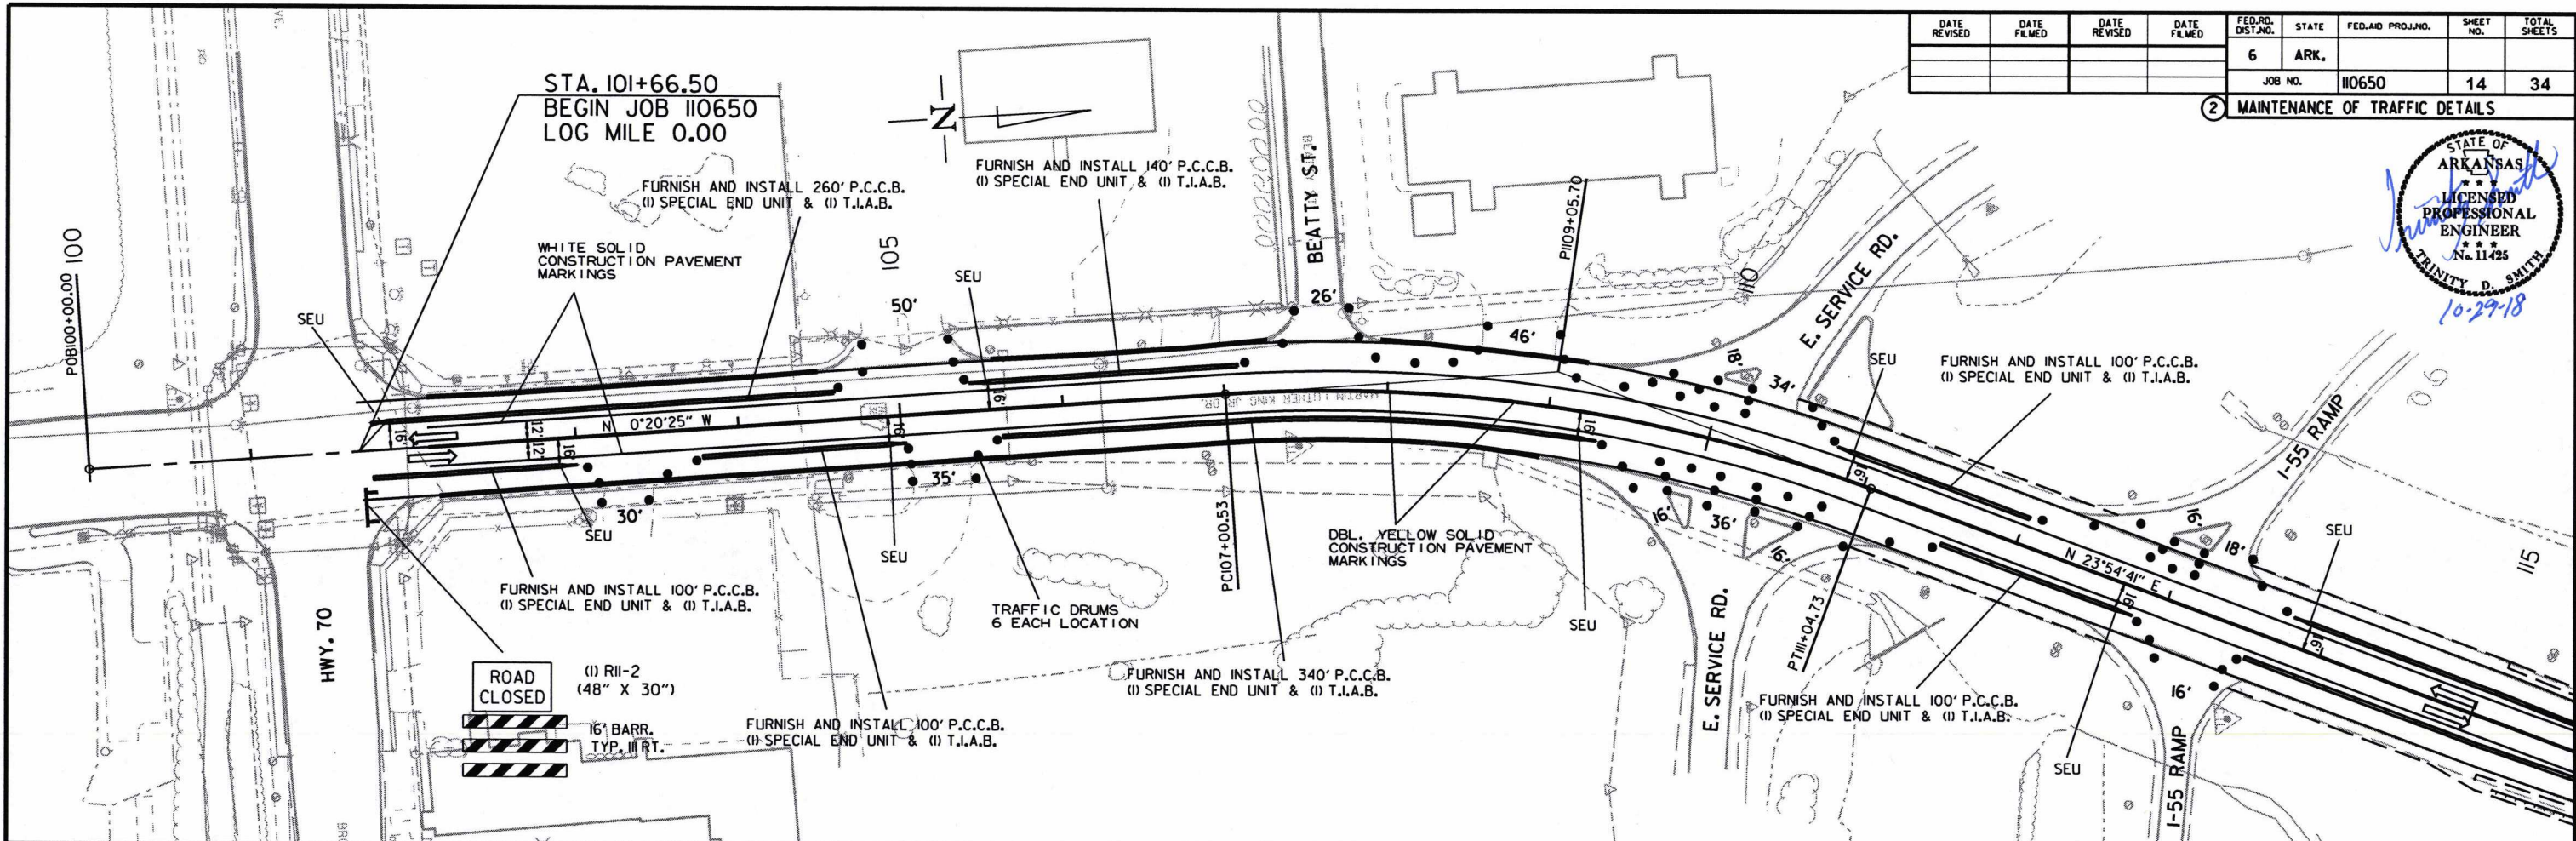 DATE REVISED
DATE FILMED
DATE REVISED
DATE FILMED
FED.RD. DIST.NO.
STATE
FED.AID PROJ.NO.
SHEET NO.
TOTAL SHEETS
6
ARK.
JOB NO.
110650
14
34
2 MAINTENANCE OF TRAFFIC DETAILS
STATE OF
ARKANSAS
★ ★ ★
LICENSED
PROFESSIONAL
ENGINEER
★ ★ ★
No. 11425
TRINITY D. SMITH
10-29-18
STA. 101+66.50
BEGIN JOB 110650
LOG MILE 0.00
N
FURNISH AND INSTALL 260' P.C.C.B.
(1) SPECIAL END UNIT & (1) T.I.A.B.
FURNISH AND INSTALL 140' P.C.C.B.
(1) SPECIAL END UNIT & (1) T.I.A.B.
BEATTY ST.
PI109+05.70
WHITE SOLID
CONSTRUCTION PAVEMENT
MARKINGS
POB100+00.00
100
105
110
115
SEU
SEU
50'
26'
46'
18'
34'
E. SERVICE RD.
SEU
FURNISH AND INSTALL 100' P.C.C.B.
(1) SPECIAL END UNIT & (1) T.I.A.B.
I-55 RAMP
N 0°20'25" W
MARTIN LUTHER KING JR DR.
16'
12'
12'
16'
16'
16'
16'
16'
30'
35'
SEU
SEU
PC107+00.53
DBL. YELLOW SOLID
CONSTRUCTION PAVEMENT
MARKINGS
16'
36'
16'
N 23°54'41" E
16'
18'
SEU
FURNISH AND INSTALL 100' P.C.C.B.
(1) SPECIAL END UNIT & (1) T.I.A.B.
TRAFFIC DRUMS
6 EACH LOCATION
SEU
E. SERVICE RD.
PT111+04.73
16'
16'
HWY. 70
ROAD
CLOSED
(1) R11-2
(48" X 30")
16' BARR.
TYP. III RT.
FURNISH AND INSTALL 100' P.C.C.B.
(1) SPECIAL END UNIT & (1) T.I.A.B.
FURNISH AND INSTALL 340' P.C.C.B.
(1) SPECIAL END UNIT & (1) T.I.A.B.
FURNISH AND INSTALL 100' P.C.C.B.
(1) SPECIAL END UNIT & (1) T.I.A.B.
SEU
16'
I-55 RAMP